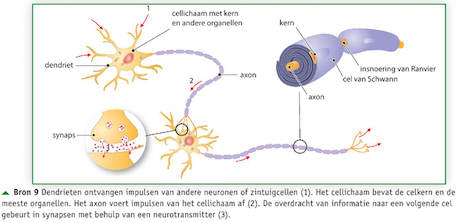 1
cellichaam met kern
en andere organellen
kern
dendriet
insnoering van Ranvier
cel van Schwann
axon
2
axon
synaps
3
▲ Bron 9 Dendrieten ontvangen impulsen van andere neuronen of zintuigcellen (1). Het cellichaam bevat de celkern en de
meeste organellen. Het axon voert impulsen van het cellichaam af (2). De overdracht van informatie naar een volgende cel
gebeurt in synapsen met behulp van een neurotransmitter (3).